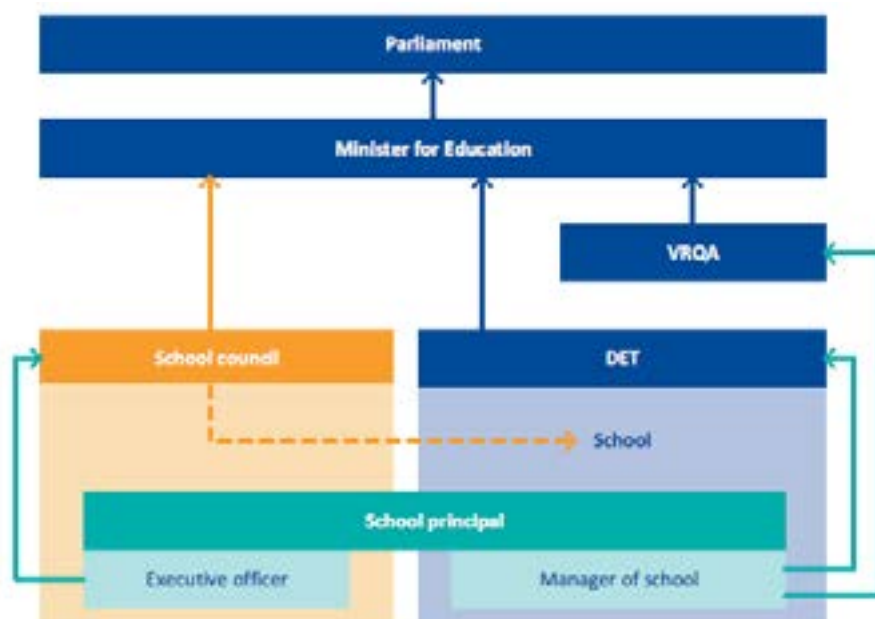 Parliament
Minister for Education
VRQA
School council
DET
School
School principal
Executive officer
Manager of school